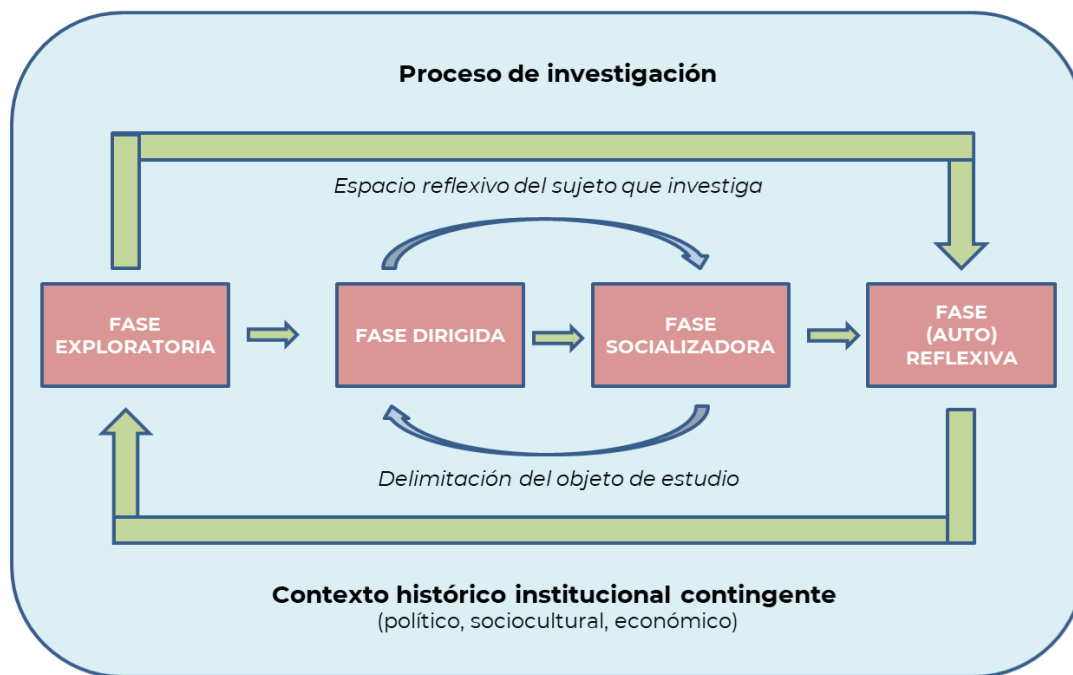 Proceso de investigación
Espacio reflexivo del sujeto que investiga
FASE
EXPLORATORIA
FASE DIRIGIDA
FASE
SOCIALIZADORA
FASE
(AUTO)
REFLEXIVA
Delimitación del objeto de estudio
Contexto histórico institucional contingente
(político, sociocultural, económico)